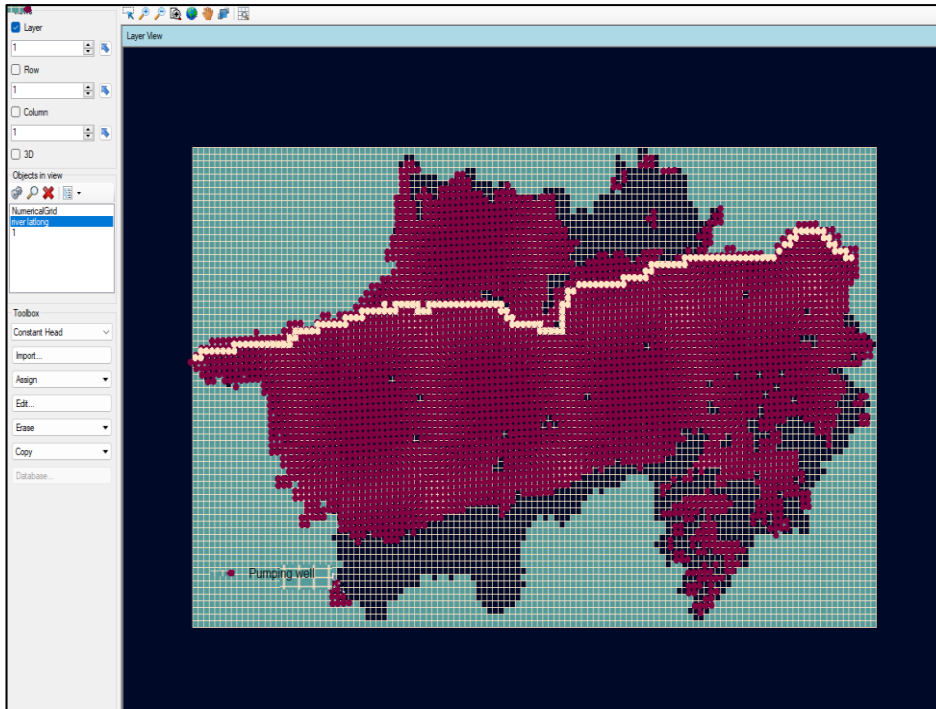 Layer
1
Row
1
Column
1
3D
Objects in view
NumericalGrid
river latlong
1
Toolbox
Constant Head
Import...
Assign
Edit...
Erase
Copy
Database...
Layer View
Pumping well